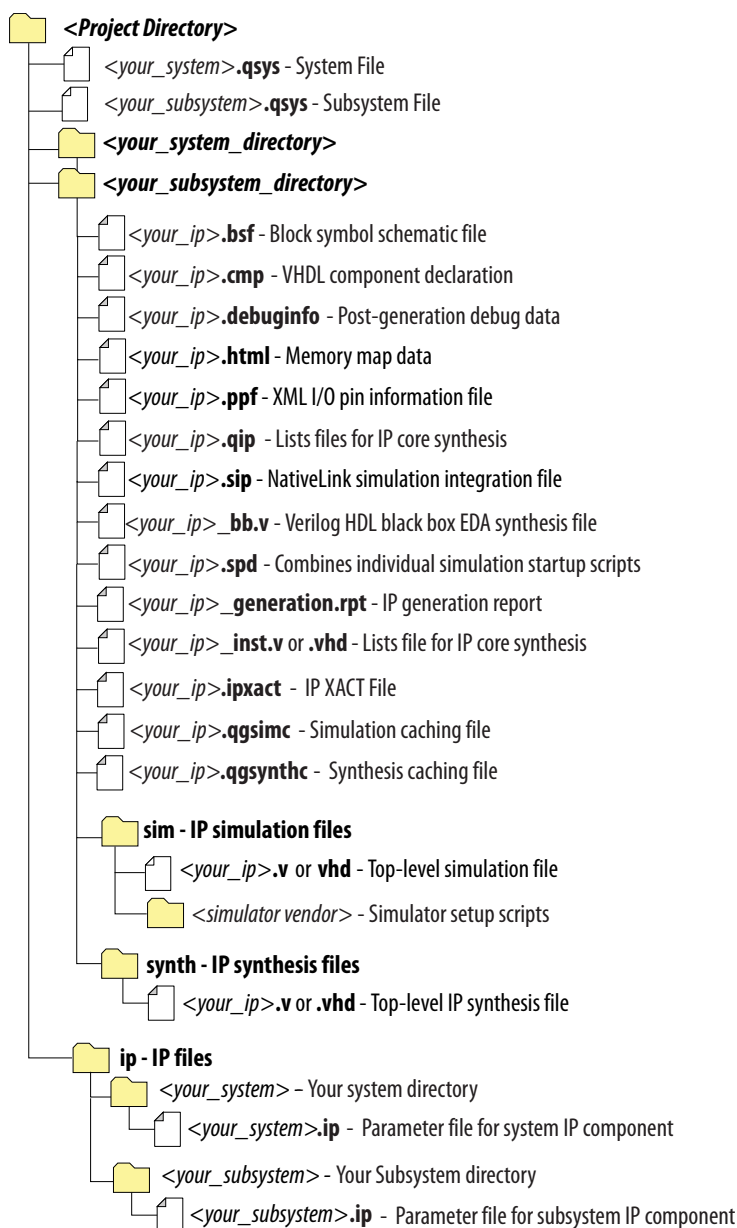 <Project Directory>
<your_system>.qsys - System File
<your_subsystem>.qsys - Subsystem File
<your_system_directory>
<your_subsystem_directory>
<your_ip>.bsf - Block symbol schematic file
<your_ip>.cmp - VHDL component declaration
<your_ip>.debuginfo - Post-generation debug data
<your_ip>.html - Memory map data
<your_ip>.ppf - XML I/O pin information file
<your_ip>.qip - Lists files for IP core synthesis
<your_ip>.sip - NativeLink simulation integration file
<your_ip>_bb.v - Verilog HDL black box EDA synthesis file
<your_ip>.spd - Combines individual simulation startup scripts
<your_ip>_generation.rpt - IP generation report
<your_ip>_inst.v or .vhd - Lists file for IP core synthesis
<your_ip>.ipxact - IP XACT File
<your_ip>.qgsimc - Simulation caching file
<your_ip>.qgsynthc - Synthesis caching file
sim - IP simulation files
<your_ip>.v or vhd - Top-level simulation file
<simulator vendor> - Simulator setup scripts
synth - IP synthesis files
<your_ip>.v or .vhd - Top-level IP synthesis file
ip - IP files
<your_system> – Your system directory
<your_system>.ip - Parameter file for system IP component
<your_subsystem> - Your Subsystem directory
<your_subsystem>.ip - Parameter file for subsystem IP component